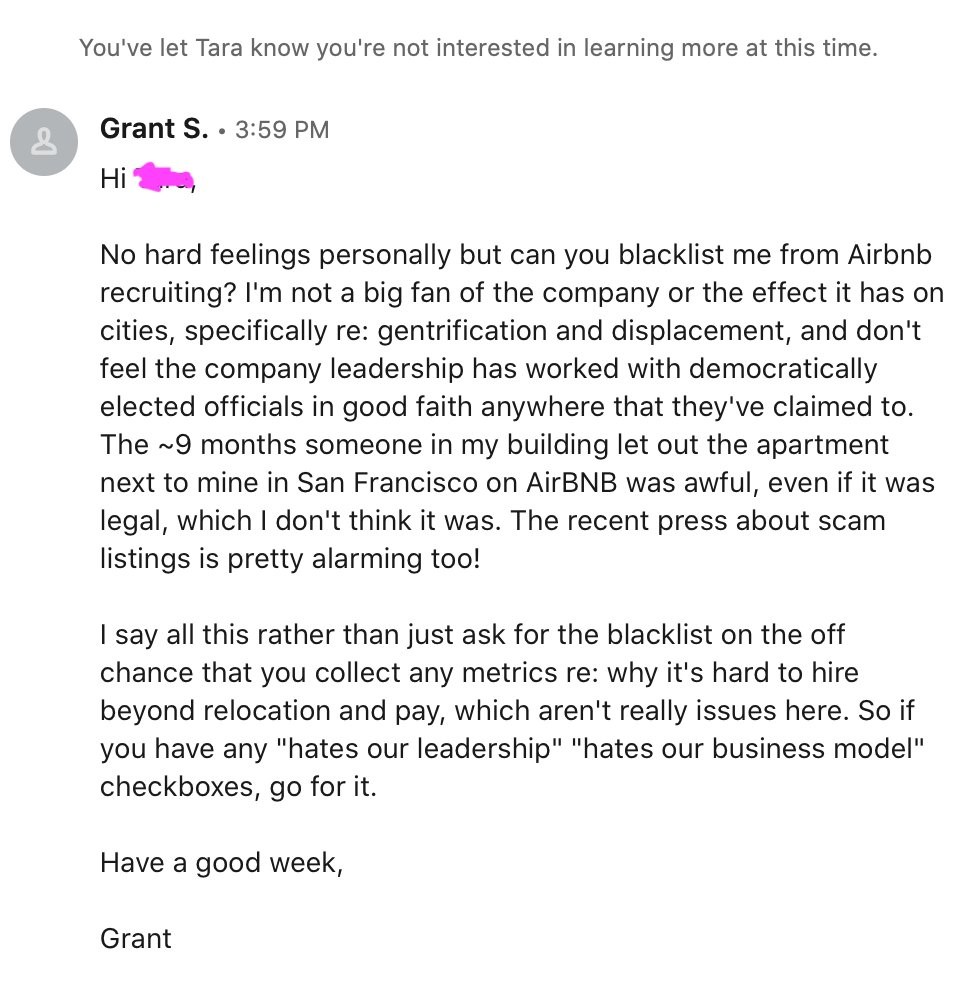 You've let Tara know you're not interested in learning more at this time.
Grant S. • 3:59 PM
Hi ,
No hard feelings personally but can you blacklist me from Airbnb
recruiting? I'm not a big fan of the company or the effect it has on
cities, specifically re: gentrification and displacement, and don't
feel the company leadership has worked with democratically
elected officials in good faith anywhere that they've claimed to.
The ~9 months someone in my building let out the apartment
next to mine in San Francisco on AirBNB was awful, even if it was
legal, which I don't think it was. The recent press about scam
listings is pretty alarming too!
I say all this rather than just ask for the blacklist on the off
chance that you collect any metrics re: why it's hard to hire
beyond relocation and pay, which aren't really issues here. So if
you have any "hates our leadership" "hates our business model"
checkboxes, go for it.
Have a good week,
Grant